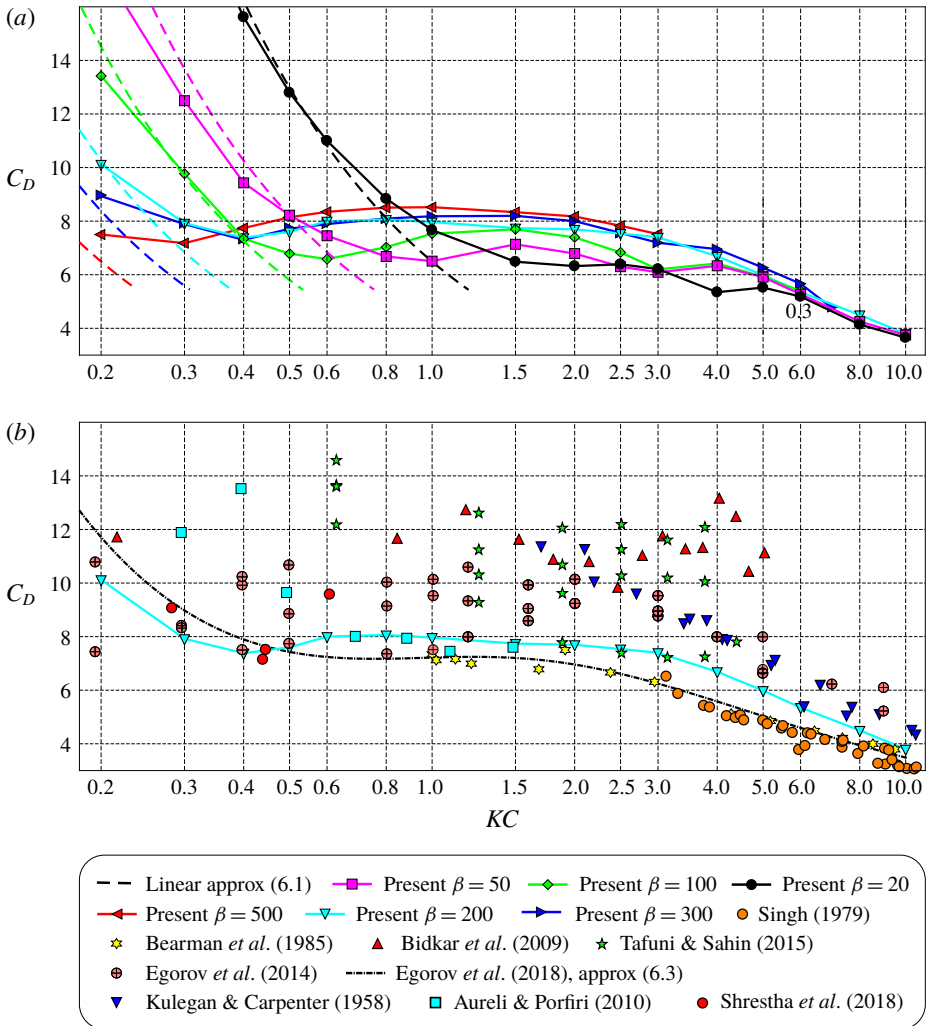 (a)
14
12
10
C_D
8
6
4
0.3
0.2 0.3 0.4 0.5 0.6 0.8 1.0 1.5 2.0 2.5 3.0 4.0 5.0 6.0 8.0 10.0
(b)
14
12
10
C_D
8
6
4
0.2 0.3 0.4 0.5 0.6 0.8 1.0 1.5 2.0 2.5 3.0 4.0 5.0 6.0 8.0 10.0
KC
Linear approx (6.1) Present β = 50 Present β = 100 Present β = 20
Present β = 500 Present β = 200 Present β = 300 Singh (1979)
Bearman et al. (1985) Bidkar et al. (2009) Tafuni & Sahin (2015)
Egorov et al. (2014) Egorov et al. (2018), approx (6.3)
Kulegan & Carpenter (1958) Aureli & Porfiri (2010) Shrestha et al. (2018)